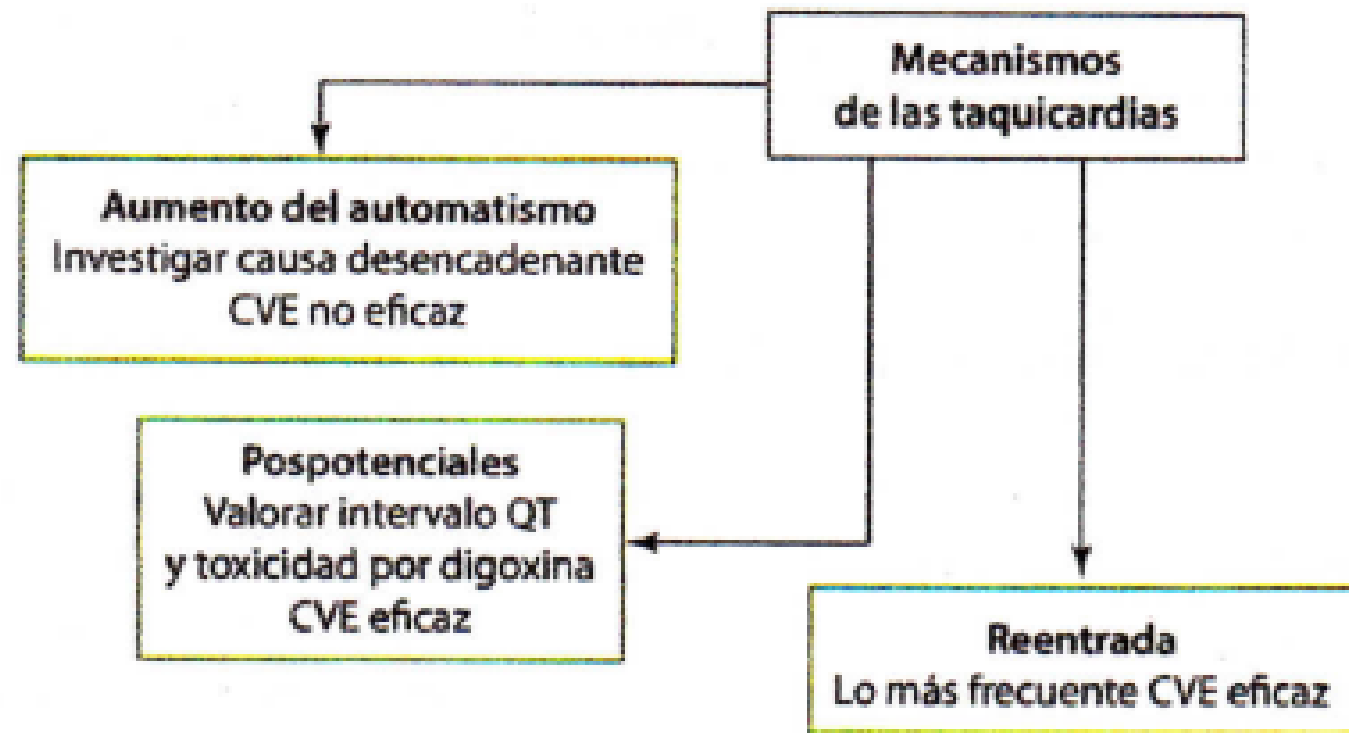 Mecanismos
de las taquicardias
Aumento del automatismo
Investigar causa desencadenante
CVE no eficaz
Pospotenciales
Valorar intervalo QT
y toxicidad por digoxina
CVE eficaz
Reentrada
Lo más frecuente CVE eficaz